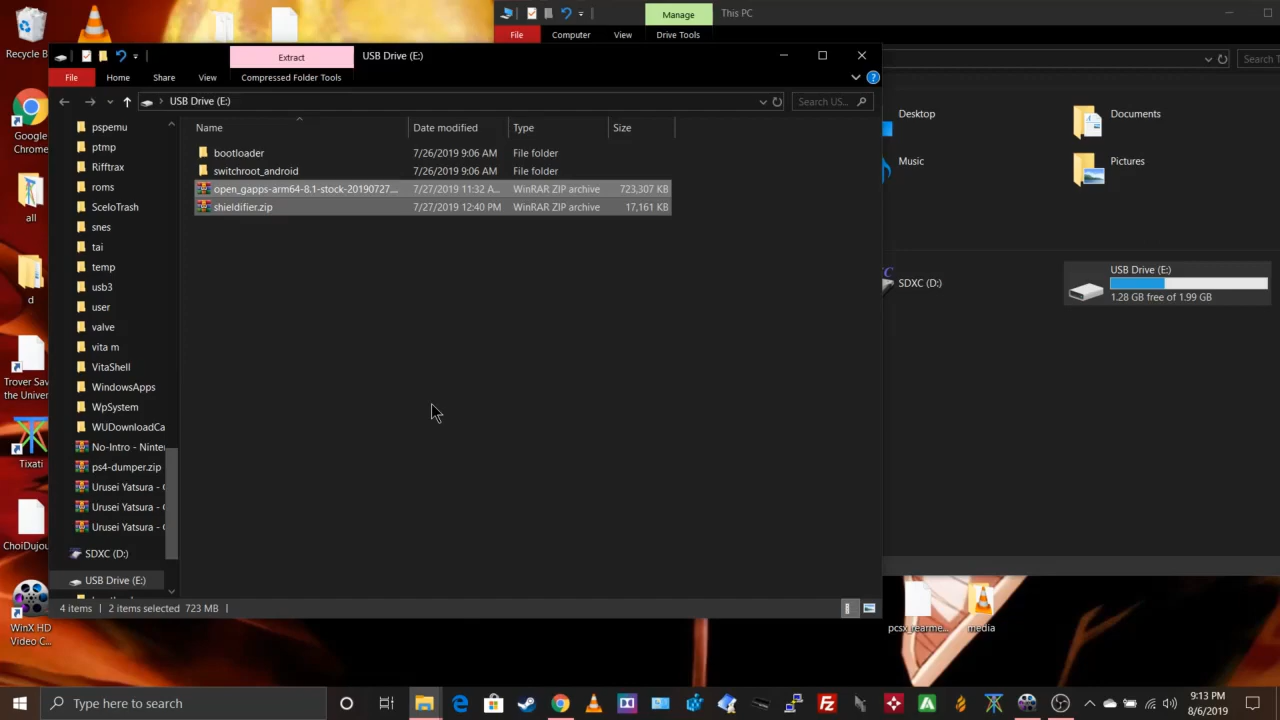 Recycle B
Google
Chrome
all
d
Trover Sav
the Univer
Tixati
ChoiDujou
WinX HD
Video C...
Manage
This PC
File
Computer
View
Drive Tools
Search T
Desktop
Documents
Music
Pictures
SDXC (D:)
USB Drive (E:)
1.28 GB free of 1.99 GB
Extract
USB Drive (E:)
File
Home
Share
View
Compressed Folder Tools
USB Drive (E:)
Search US...
pspemu
ptmp
Rifftrax
roms
SceIoTrash
snes
tai
temp
usb3
user
valve
vita m
VitaShell
WindowsApps
WpSystem
WUDownloadCa
No-Intro - Ninte
ps4-dumper.zip
Urusei Yatsura - (
Urusei Yatsura - (
Urusei Yatsura - (
SDXC (D:)
USB Drive (E:)
Name Date modified Type Size
bootloader 7/26/2019 9:06 AM File folder
switchroot_android 7/26/2019 9:06 AM File folder
open_gapps-arm64-8.1-stock-20190727... 7/27/2019 11:32 A... WinRAR ZIP archive 723,307 KB
shieldifier.zip 7/27/2019 12:40 PM WinRAR ZIP archive 17,161 KB
4 items 2 items selected 723 MB
pcsx_rearme...
media
Type here to search
9:13 PM
8/6/2019